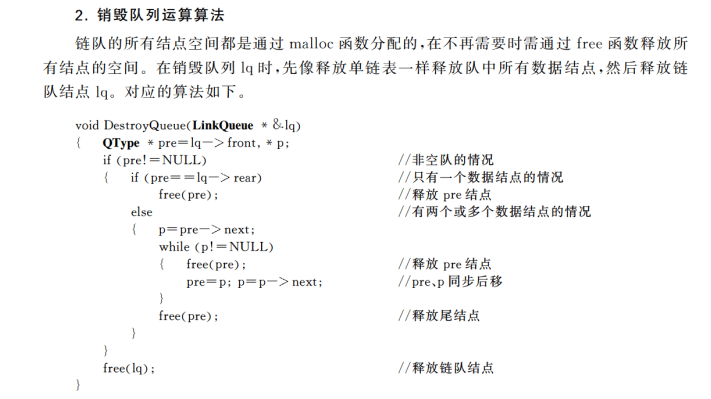 2. 销毁队列运算算法
链队的所有结点空间都是通过 malloc 函数分配的,在不再需要时需通过 free 函数释放所
有结点的空间。在销毁队列 lq 时,先像释放单链表一样释放队中所有数据结点,然后释放链
队结点 lq。对应的算法如下。
void DestroyQueue(LinkQueue * &lq)
{ QType * pre=lq->front, * p;
if (pre!=NULL) //非空队的情况
{ if (pre==lq->rear) //只有一个数据结点的情况
free(pre); //释放 pre 结点
else //有两个或多个数据结点的情况
{ p=pre->next;
while (p!=NULL)
{ free(pre); //释放 pre 结点
pre=p; p=p->next; //pre、p 同步后移
}
free(pre); //释放尾结点
}
}
free(lq); //释放链队结点
}